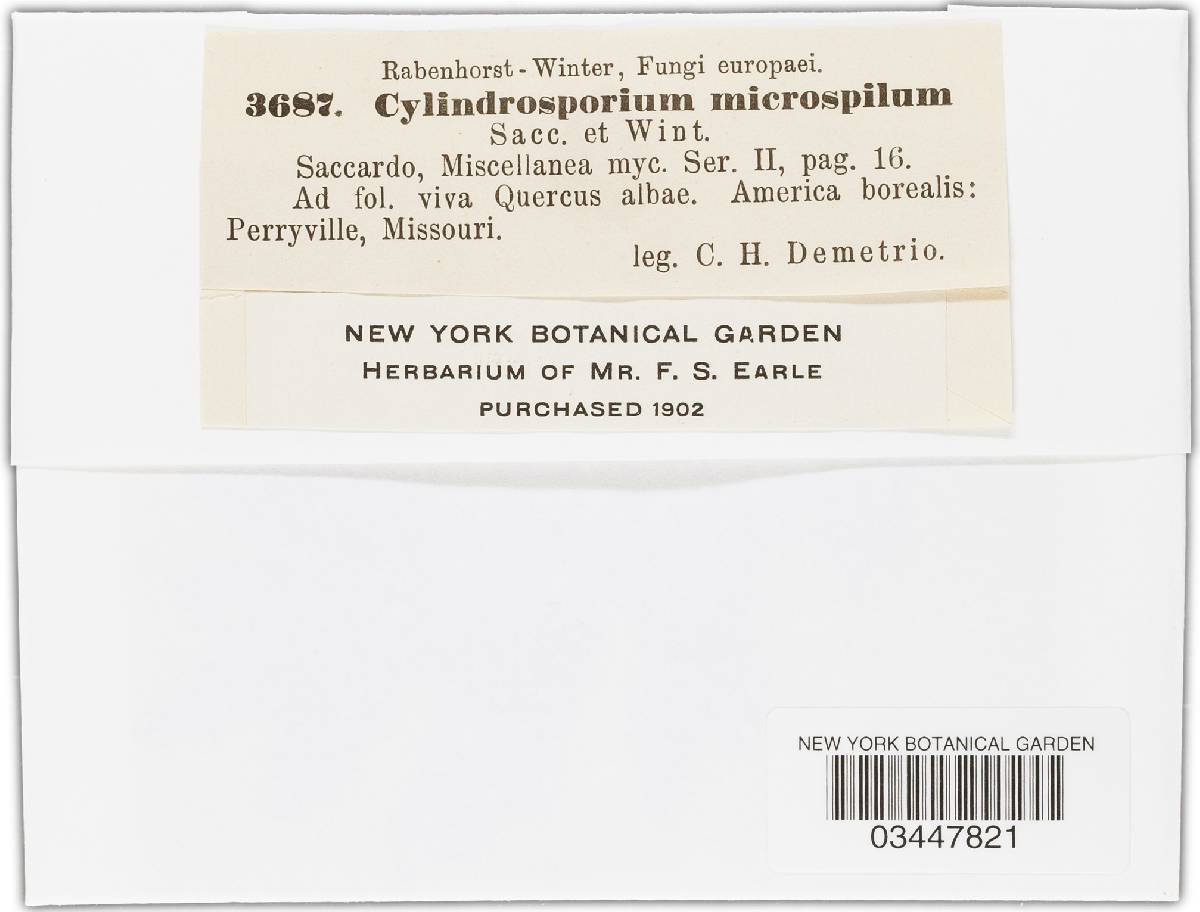 Rabenhorst-Winter, Fungi europaei.
3687. Cylindrosporium microspilum
Sacc. et Wint.
Saccardo, Miscellanea myc. Ser. II, pag. 16.
Ad fol. viva Quercus albae. America borealis:
Perryville, Missouri.
leg. C. H. Demetrio.
NEW YORK BOTANICAL GARDEN
HERBARIUM OF MR. F. S. EARLE
PURCHASED 1902
NEW YORK BOTANICAL GARDEN
03447821